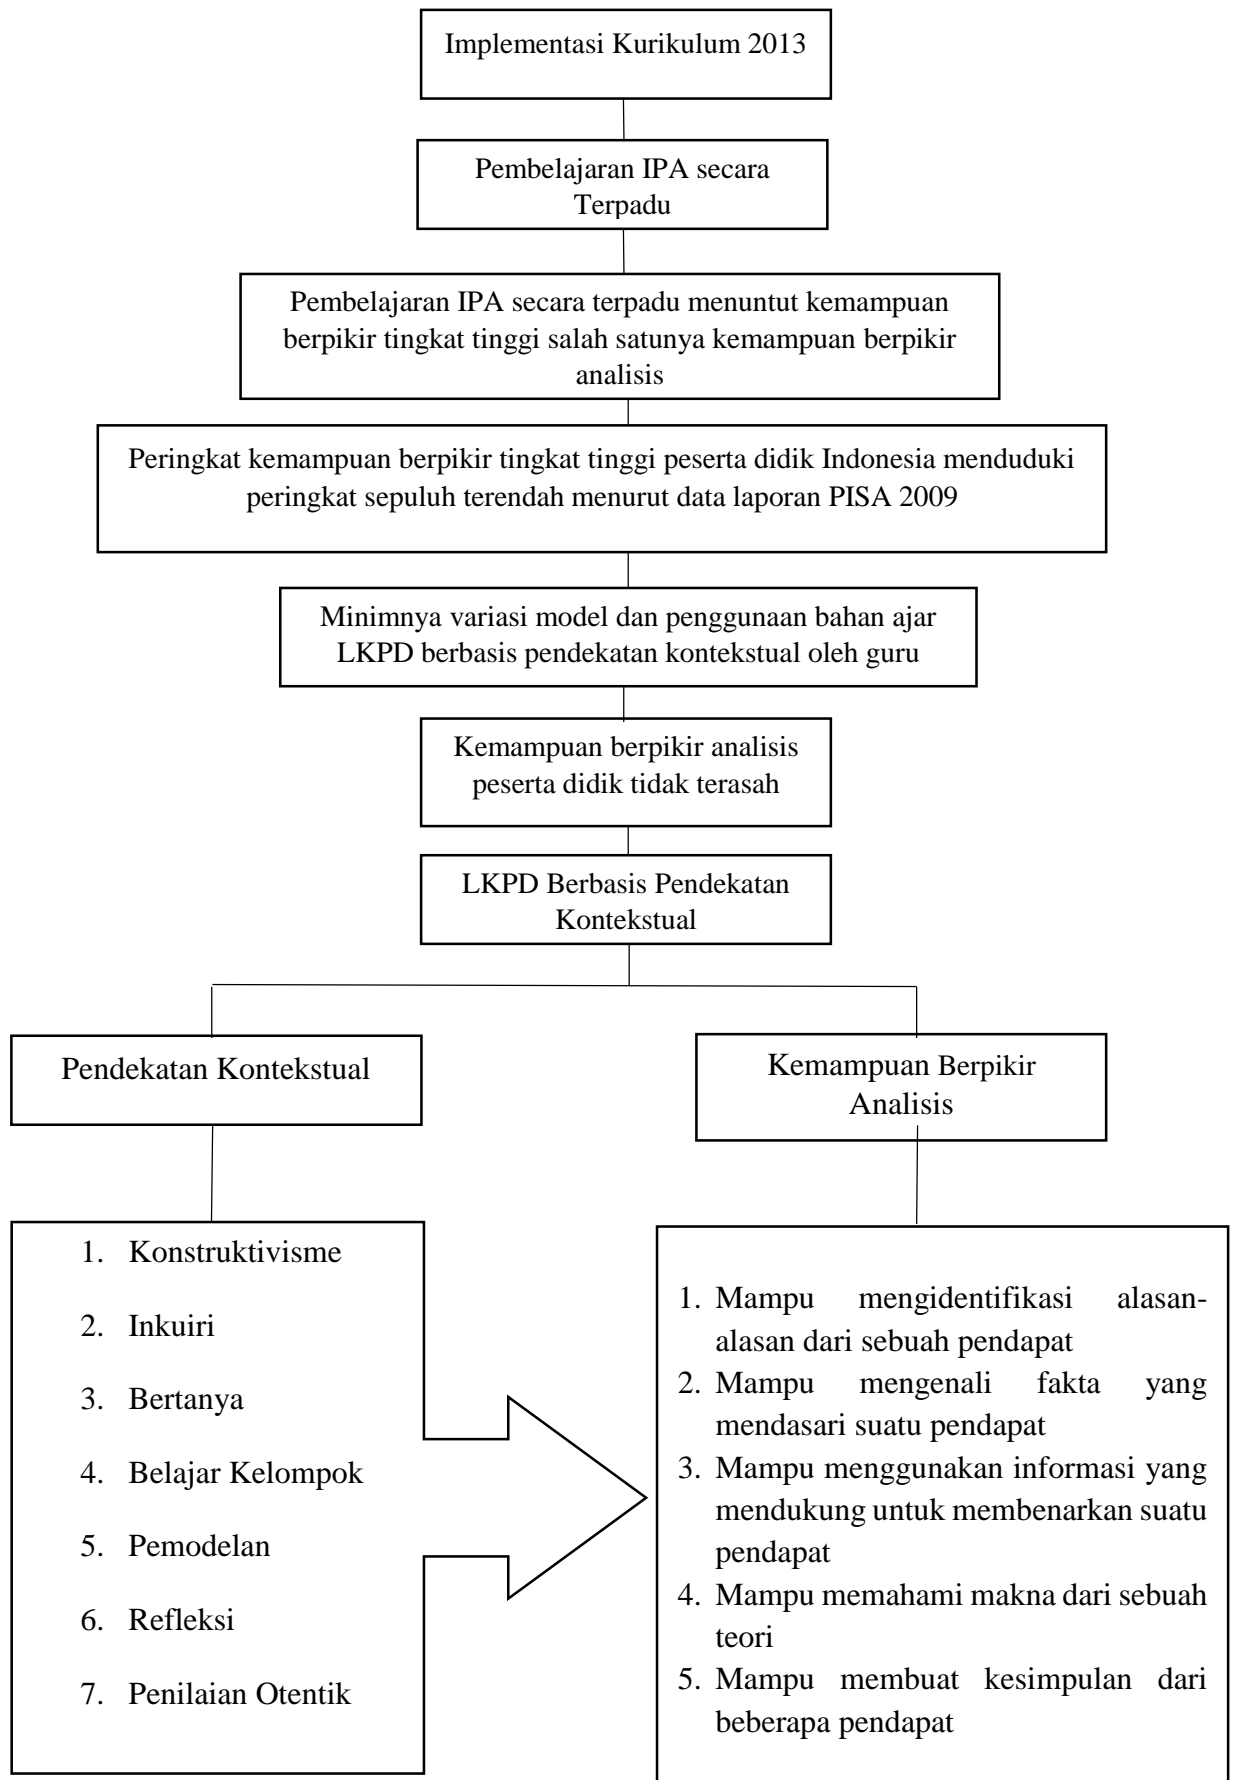 Implementasi Kurikulum 2013
Pembelajaran IPA secara
Terpadu
Pembelajaran IPA secara terpadu menuntut kemampuan
berpikir tingkat tinggi salah satunya kemampuan berpikir
analisis
Peringkat kemampuan berpikir tingkat tinggi peserta didik Indonesia menduduki
peringkat sepuluh terendah menurut data laporan PISA 2009
Minimnya variasi model dan penggunaan bahan ajar
LKPD berbasis pendekatan kontekstual oleh guru
Kemampuan berpikir analisis
peserta didik tidak terasah
LKPD Berbasis Pendekatan
Kontekstual
Pendekatan Kontekstual
Kemampuan Berpikir
Analisis
1. Konstruktivisme
2. Inkuiri
3. Bertanya
4. Belajar Kelompok
5. Pemodelan
6. Refleksi
7. Penilaian Otentik
1. Mampu mengidentifikasi alasan-
alasan dari sebuah pendapat
2. Mampu mengenali fakta yang
mendasari suatu pendapat
3. Mampu menggunakan informasi yang
mendukung untuk membenarkan suatu
pendapat
4. Mampu memahami makna dari sebuah
teori
5. Mampu membuat kesimpulan dari
beberapa pendapat